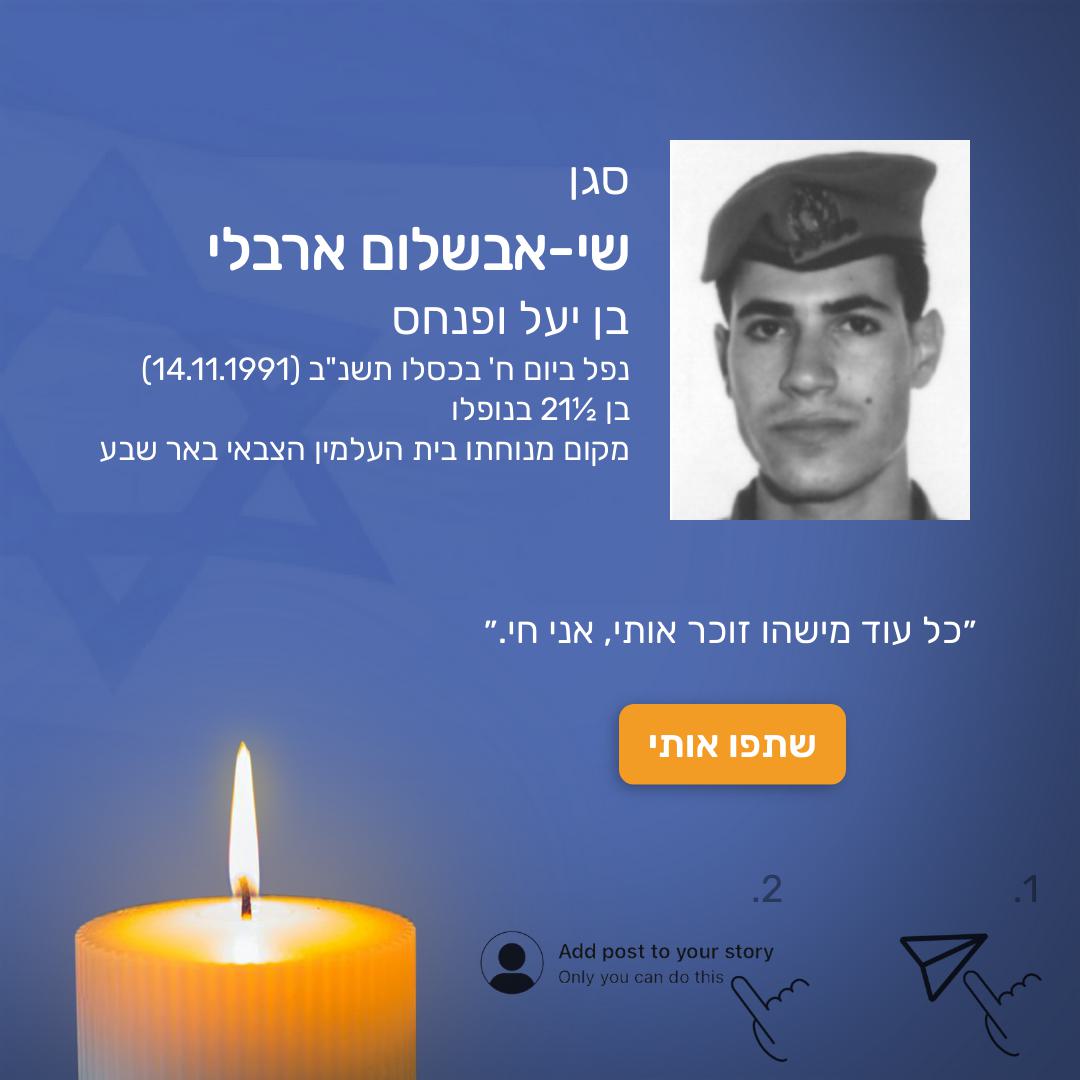 סגן
שי-אבשלום ארבלי
בן יעל ופנחס
נפל ביום ח' בכסלו תשנ"ב (14.11.1991)
בן 21½ בנופלו
מקום מנוחתו בית העלמין הצבאי באר שבע
״כל עוד מישהו זוכר אותי, אני חי.״
שתפו אותי
1.
2.
Add post to your story
Only you can do this